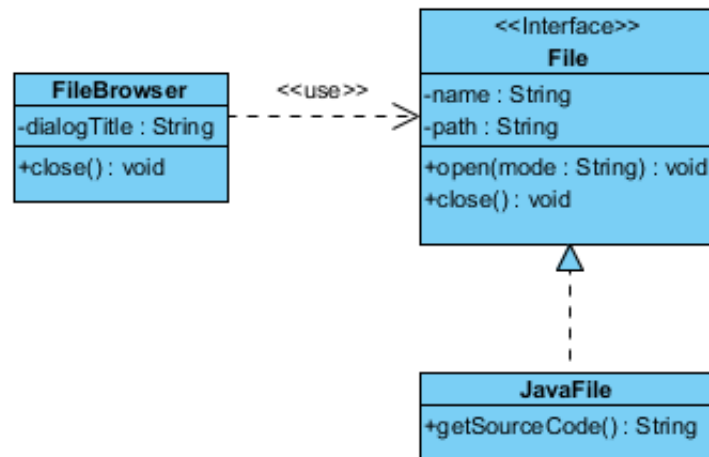 FileBrowser
-dialogTitle : String
+close() : void
<<use>>
<<Interface>>
File
-name : String
-path : String
+open(mode : String) : void
+close() : void
JavaFile
+getSourceCode() : String